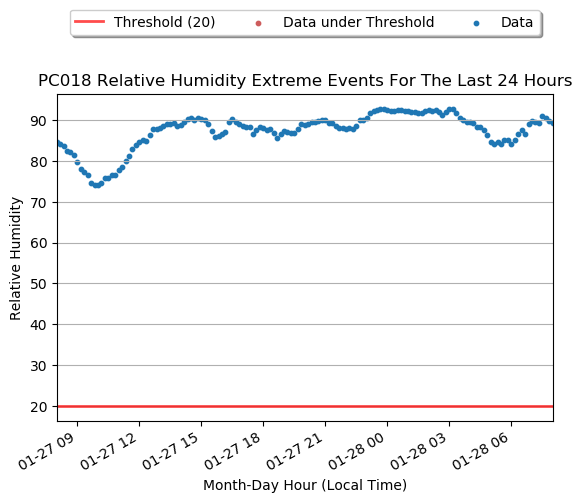 Threshold (20) Data under Threshold Data
PC018 Relative Humidity Extreme Events For The Last 24 Hours
90
80
70
60
50
40
30
20
Relative Humidity
01-27 09 01-27 12 01-27 15 01-27 18 01-27 21 01-28 00 01-28 03 01-28 06
Month-Day Hour (Local Time)